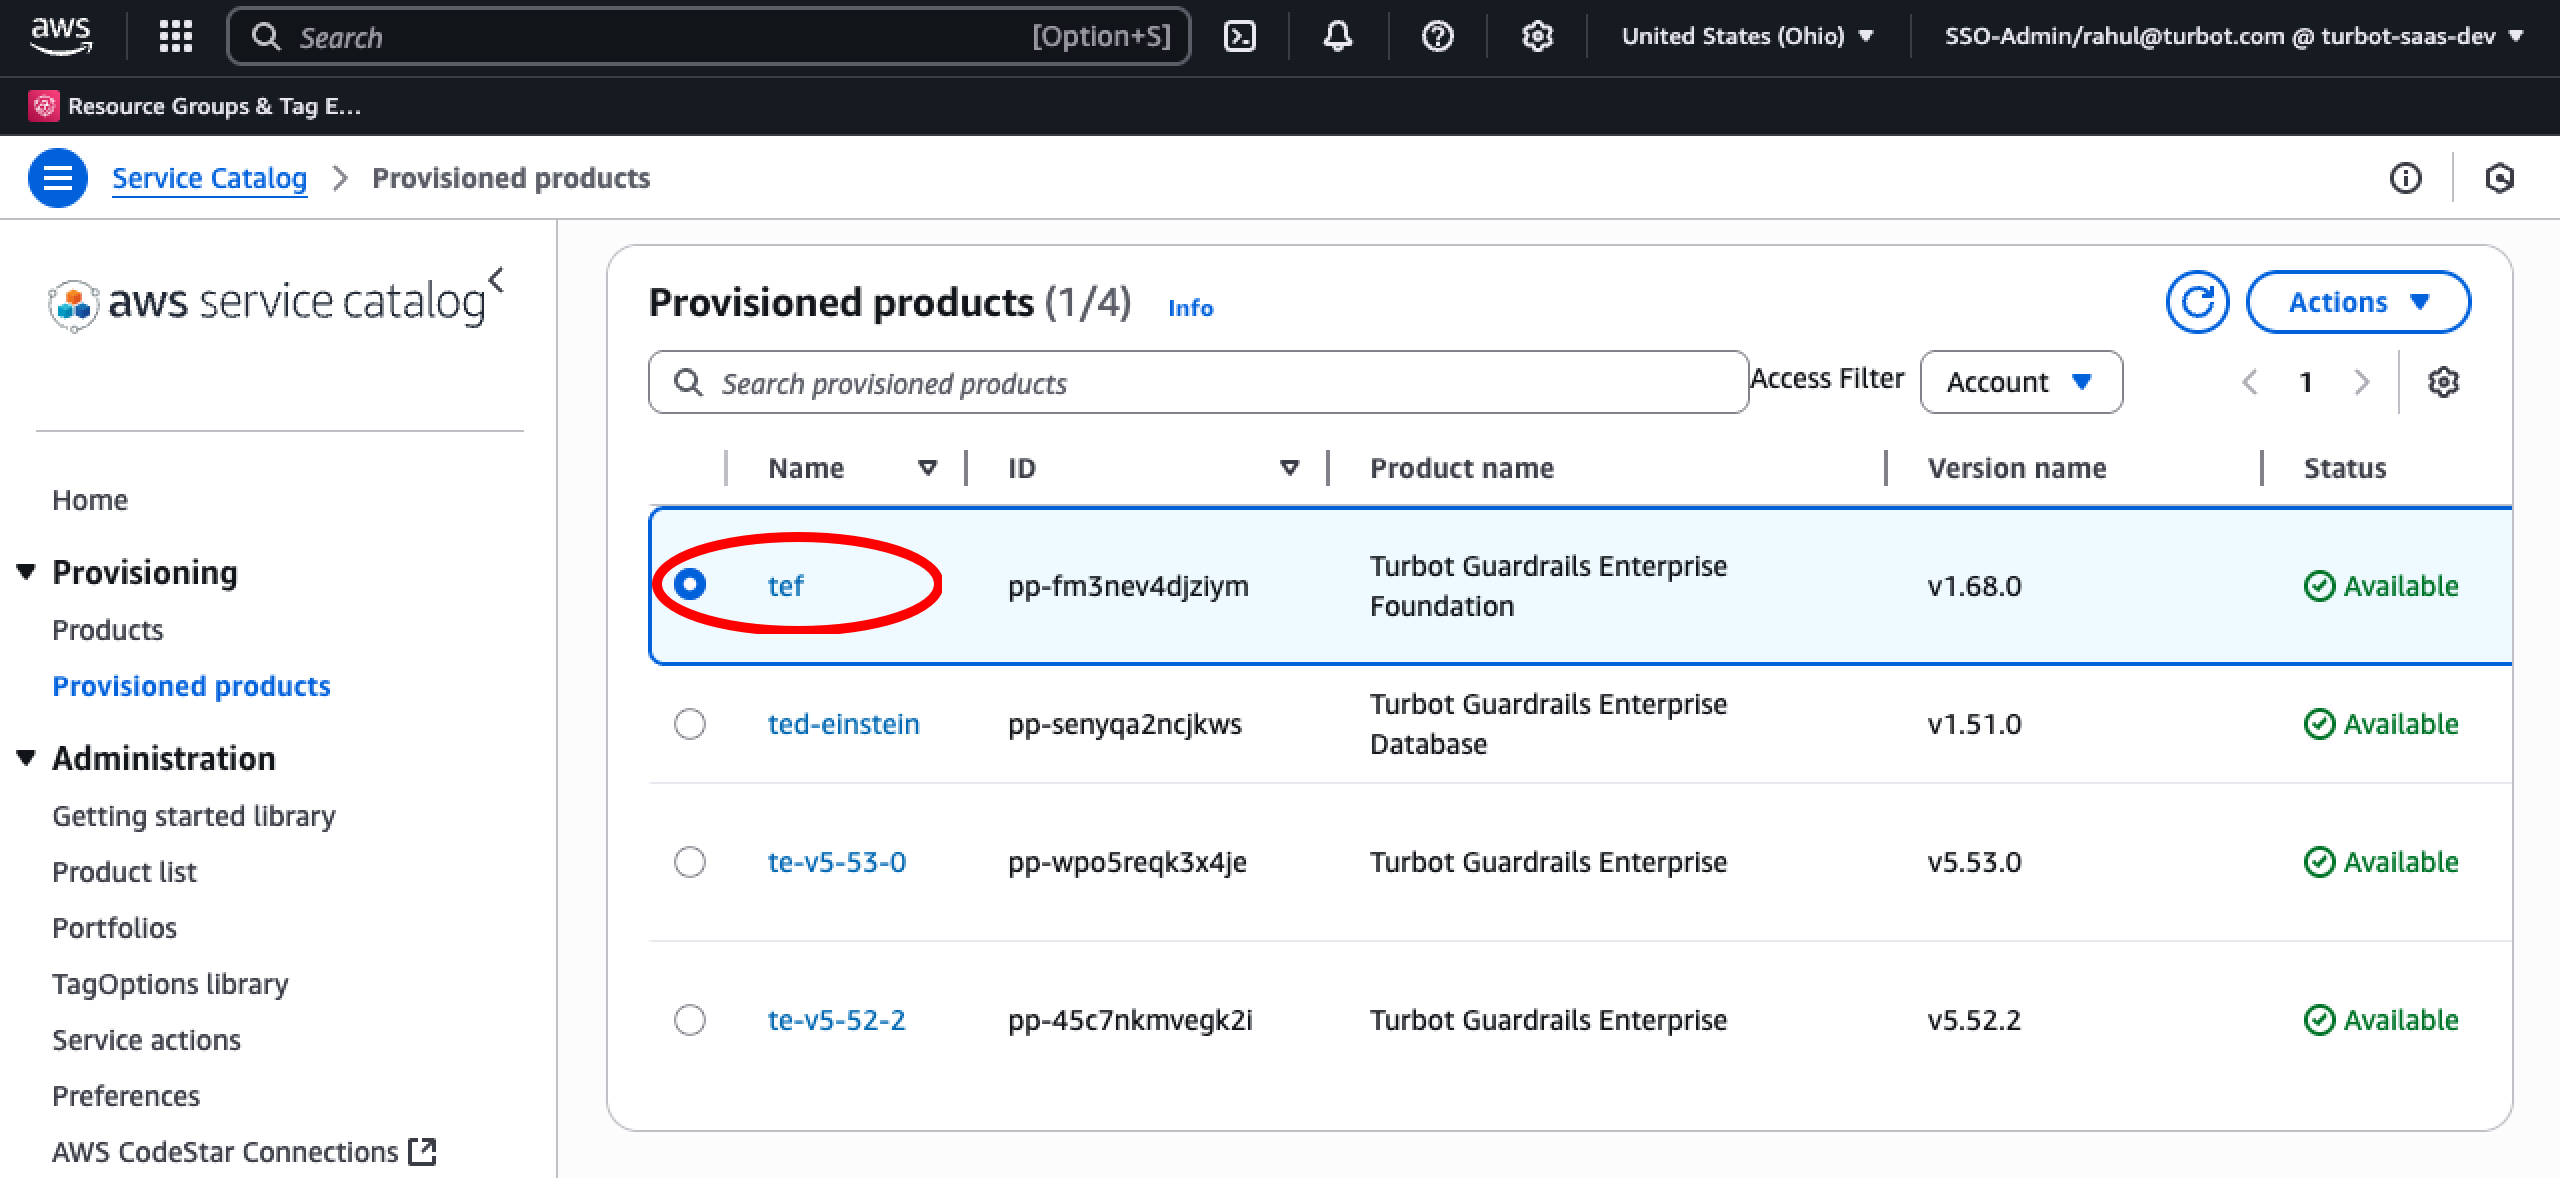 aws
Search [Option+S]
United States (Ohio)
SSO-Admin/rahul@turbot.com @ turbot-saas-dev
Resource Groups & Tag E...
Service Catalog > Provisioned products
aws service catalog
Home
Provisioning
Products
Provisioned products
Administration
Getting started library
Product list
Portfolios
TagOptions library
Service actions
Preferences
AWS CodeStar Connections
Provisioned products (1/4) Info
Actions
Search provisioned products
Access Filter
Account
1
Name ID Product name Version name Status
tef pp-fm3nev4djziym Turbot Guardrails Enterprise Foundation v1.68.0 Available
ted-einstein pp-senyqa2ncjkws Turbot Guardrails Enterprise Database v1.51.0 Available
te-v5-53-0 pp-wpo5reqk3x4je Turbot Guardrails Enterprise v5.53.0 Available
te-v5-52-2 pp-45c7nkmvegk2i Turbot Guardrails Enterprise v5.52.2 Available